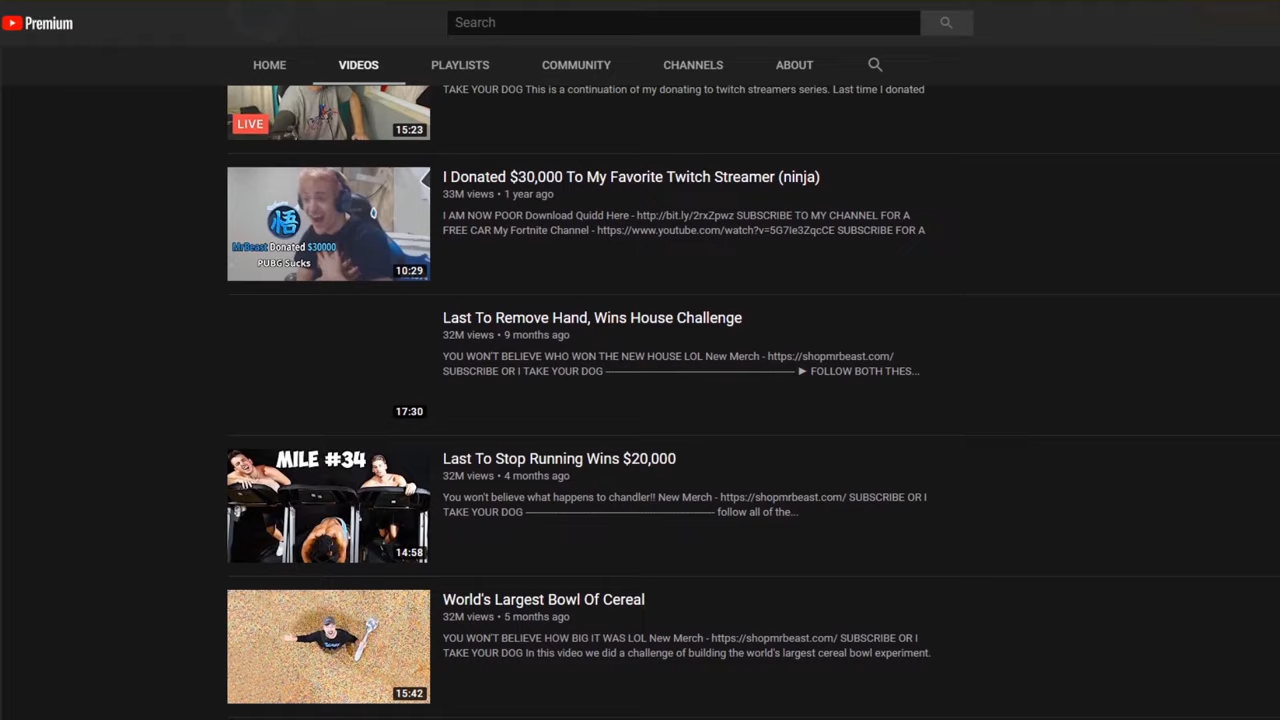 Premium
Search
HOME
VIDEOS
PLAYLISTS
COMMUNITY
CHANNELS
ABOUT
LIVE
15:23
TAKE YOUR DOG This is a continuation of my donating to twitch streamers series. Last time I donated
悟
MrBeast Donated $30000
PUBG Sucks
10:29
I Donated $30,000 To My Favorite Twitch Streamer (ninja)
33M views • 1 year ago
I AM NOW POOR Download Quidd Here - http://bit.ly/2rxZpwz SUBSCRIBE TO MY CHANNEL FOR A
FREE CAR My Fortnite Channel - https://www.youtube.com/watch?v=5G7Ie3ZqcCE SUBSCRIBE FOR A
17:30
Last To Remove Hand, Wins House Challenge
32M views • 9 months ago
YOU WON'T BELIEVE WHO WON THE NEW HOUSE LOL New Merch - https://shopmrbeast.com/
SUBSCRIBE OR I TAKE YOUR DOG ──────────────────── ► FOLLOW BOTH THES...
MILE #34
14:58
Last To Stop Running Wins $20,000
32M views • 4 months ago
You won't believe what happens to chandler!! New Merch - https://shopmrbeast.com/ SUBSCRIBE OR I
TAKE YOUR DOG ──────────────────── follow all of the...
15:42
World's Largest Bowl Of Cereal
32M views • 5 months ago
YOU WON'T BELIEVE HOW BIG IT WAS LOL New Merch - https://shopmrbeast.com/ SUBSCRIBE OR I
TAKE YOUR DOG In this video we did a challenge of building the world's largest cereal bowl experiment.